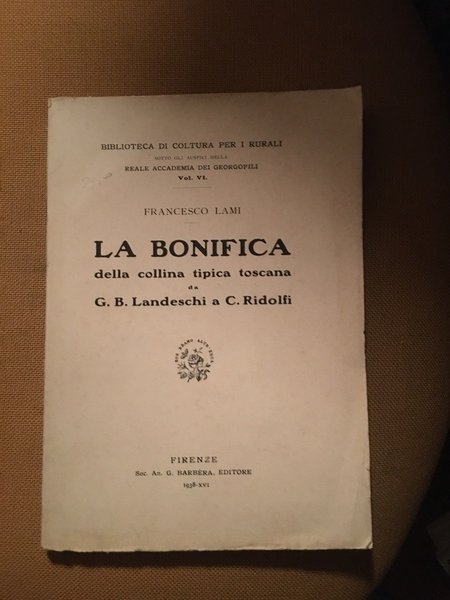 BIBLIOTECA DI COLTURA PER I RURALI
SOTTO GLI AUSPICI DELLA
REALE ACCADEMIA DEI GEORGOFILI
Vol. VI.
FRANCESCO LAMI
LA BONIFICA
della collina tipica toscana
da
G. B. Landeschi a C. Ridolfi
FIRENZE
Soc. An. G. BARBÈRA, EDITORE
1938-XVI